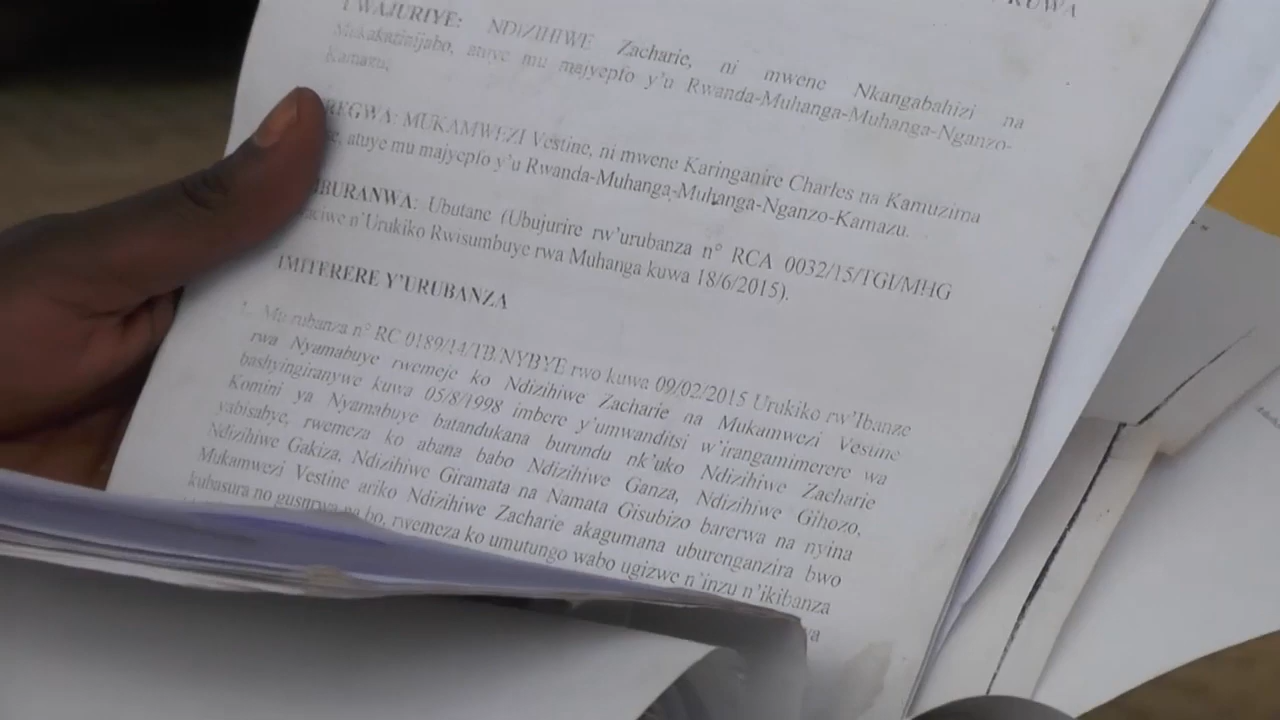 KUWA
UWAJURIYE: NDIZIHIWE Zacharie, ni mwene Nkangabahizi na
atuye mu majyepfo y'u Rwanda-Muhanga-Muhanga-Nganzo-
Kamazu,
REGWA: MUKAMWEZI Vestine, ni mwene Karinganire Charles na Kamuzima
atuye mu majyepfo y'u Rwanda-Muhanga-Muhanga-Nganzo-Kamazu.
BURANWA: Ubutane (Ubujurire rw'urubanza n° RCA 0032/15/TGI/MHG
ciwe n'Urukiko Rwisumbuye rwa Muhanga kuwa 18/6/2015).
IMITERERE Y'URUBANZA
1. Mu rubanza n° RC 0189/14/TB/NYBYE rwo kuwa 09/02/2015 Urukiko rw'Ibanze
rwa Nyamabuye rwemeje ko Ndizihiwe Zacharie na Mukamwezi Vestine
bashyingiranywe kuwa 05/8/1998 imbere y'umwanditsi w'irangamimerere wa
Komini ya Nyamabuye batandukana burundu nk'uko Ndizihiwe Zacharie
yabisabye, rwemeza ko abana babo Ndizihiwe Ganza, Ndizihiwe Gihozo,
Ndizihiwe Gakiza, Ndizihiwe Giramata na Namata Gisubizo barerwa na nyina
Mukamwezi Vestine ariko Ndizihiwe Zacharie akagumana uburenganzira bwo
kubasura no gusurwa na bo, rwemeza ko umutungo wabo ugizwe n'inzu n'ikibanza